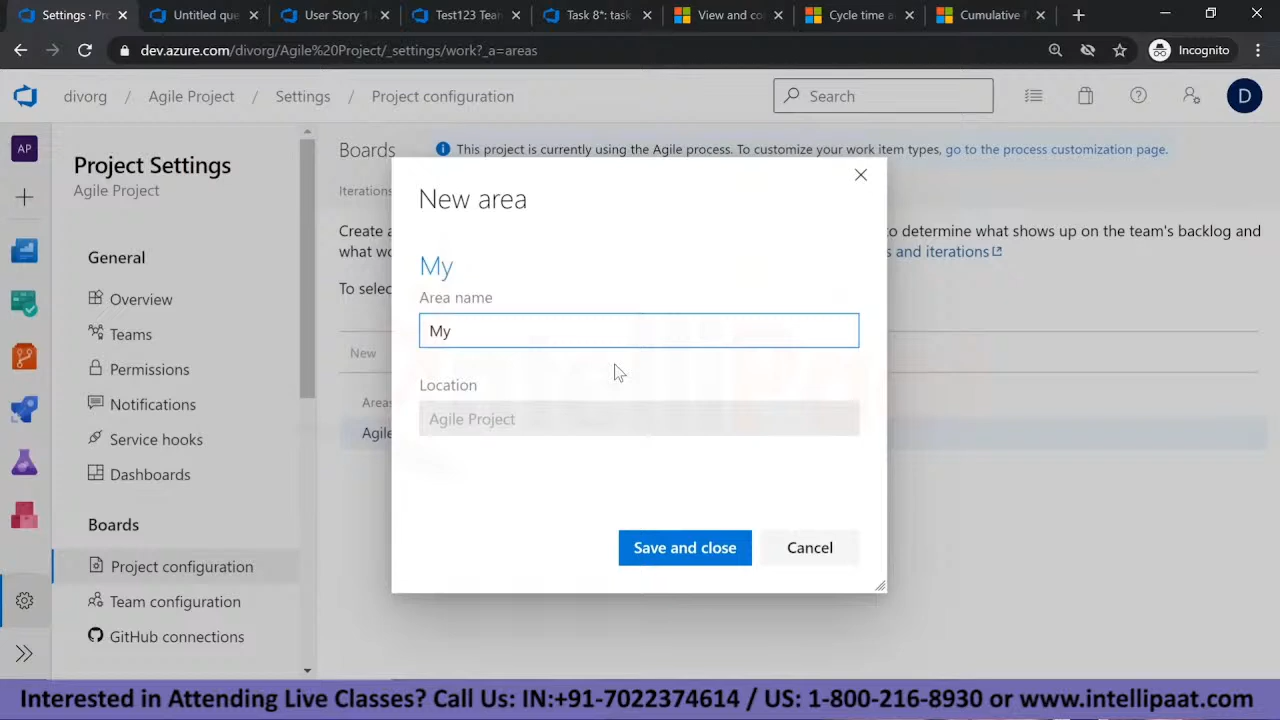 Settings · Pro
Untitled que
User Story 1
Test123 Team
Task 8*: task
View and co
Cycle time a
Cumulative
dev.azure.com/divorg/Agile%20Project/_settings/work?_a=areas
Incognito
divorg / Agile Project / Settings / Project configuration
Search
D
AP
Project Settings
Agile Project
General
Overview
Teams
Permissions
Notifications
Service hooks
Dashboards
Boards
Project configuration
Team configuration
GitHub connections
Boards
This project is currently using the Agile process. To customize your work item types, go to the process customization page.
Iterations
Create a
to determine what shows up on the team's backlog and
what wo
s and iterations
To selec
New
Areas
Agile
New area
My
Area name
My
Location
Agile Project
Save and close
Cancel
Interested in Attending Live Classes? Call Us: IN:+91-7022374614 / US: 1-800-216-8930 or www.intellipaat.com